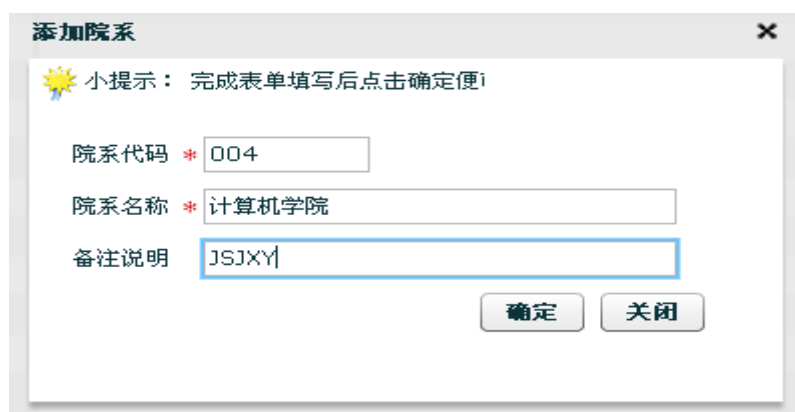 添加院系
小提示： 完成表单填写后点击确定便
院系代码 * 004
院系名称 * 计算机学院
备注说明 JSJXY
确定 关闭